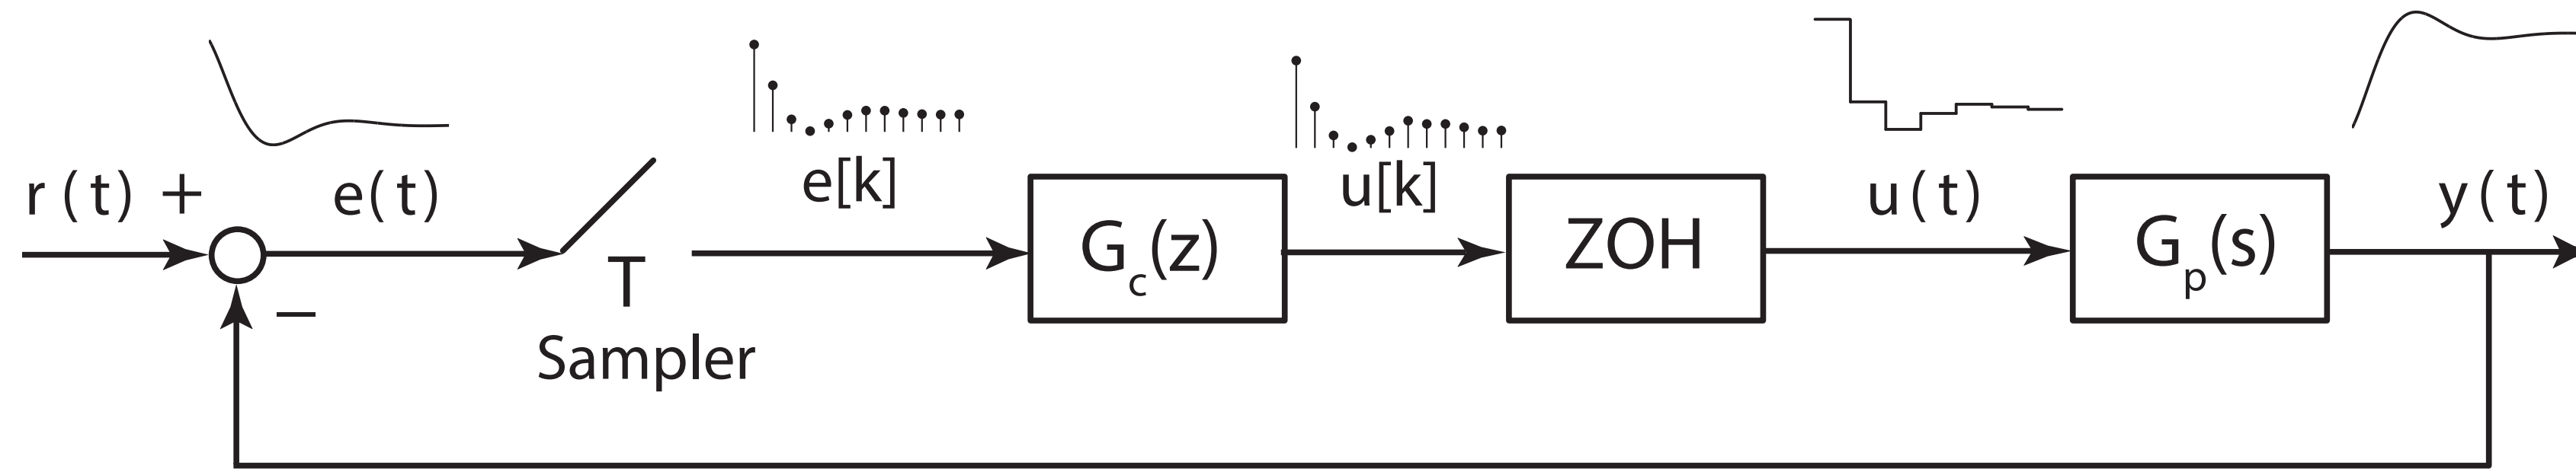 r(t) +
e(t)
−
T
Sampler
e[k]
G_c(z)
u[k]
ZOH
u(t)
G_p(s)
y(t)